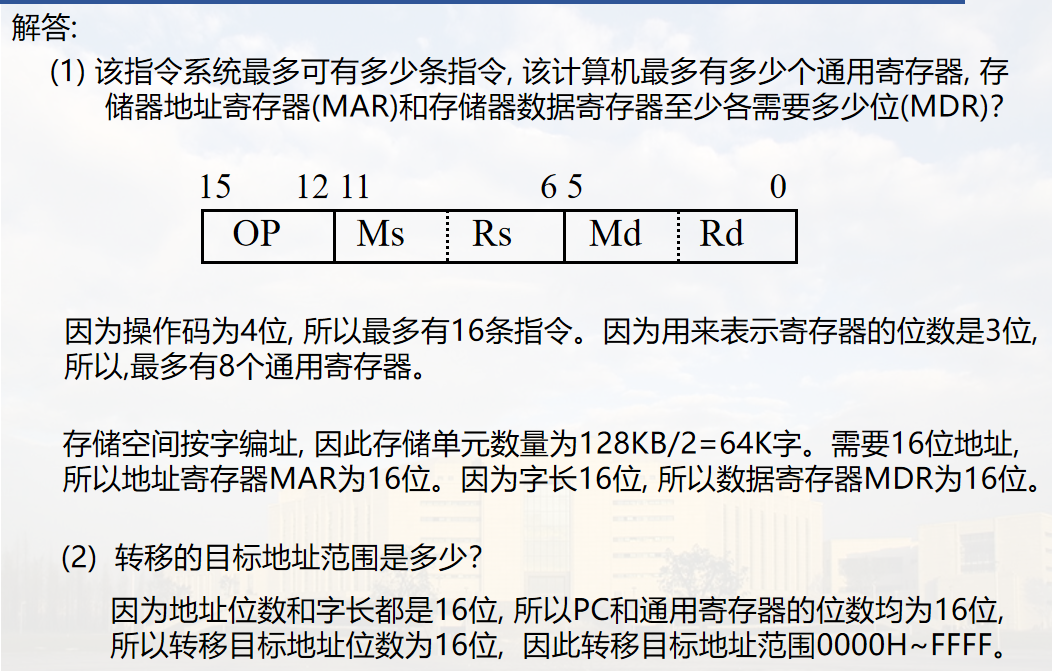 解答:
(1) 该指令系统最多可有多少条指令, 该计算机最多有多少个通用寄存器, 存
储器地址寄存器(MAR)和存储器数据寄存器至少各需要多少位(MDR)?
15 12 11 6 5 0
OP Ms Rs Md Rd
因为操作码为4位, 所以最多有16条指令。因为用来表示寄存器的位数是3位,
所以,最多有8个通用寄存器。
存储空间按字编址, 因此存储单元数量为128KB/2=64K字。需要16位地址,
所以地址寄存器MAR为16位。因为字长16位, 所以数据寄存器MDR为16位。
(2) 转移的目标地址范围是多少?
因为地址位数和字长都是16位, 所以PC和通用寄存器的位数均为16位,
所以转移目标地址位数为16位, 因此转移目标地址范围0000H~FFFF。